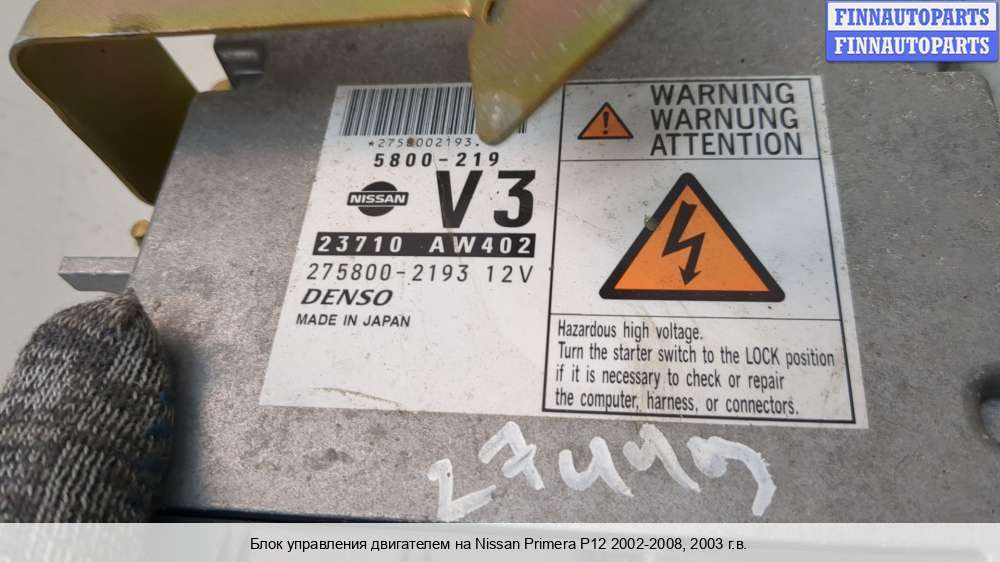 FINNAUTOPARTS
FINNAUTOPARTS
*2758002193
5800-219
NISSAN
V3
23710 AW402
275800-2193 12V
DENSO
MADE IN JAPAN
WARNING
WARNUNG
ATTENTION
Hazardous high voltage.
Turn the starter switch to the LOCK position
if it is necessary to check or repair
the computer, harness, or connectors.
Блок управления двигателем на Nissan Primera P12 2002-2008, 2003 г.в.